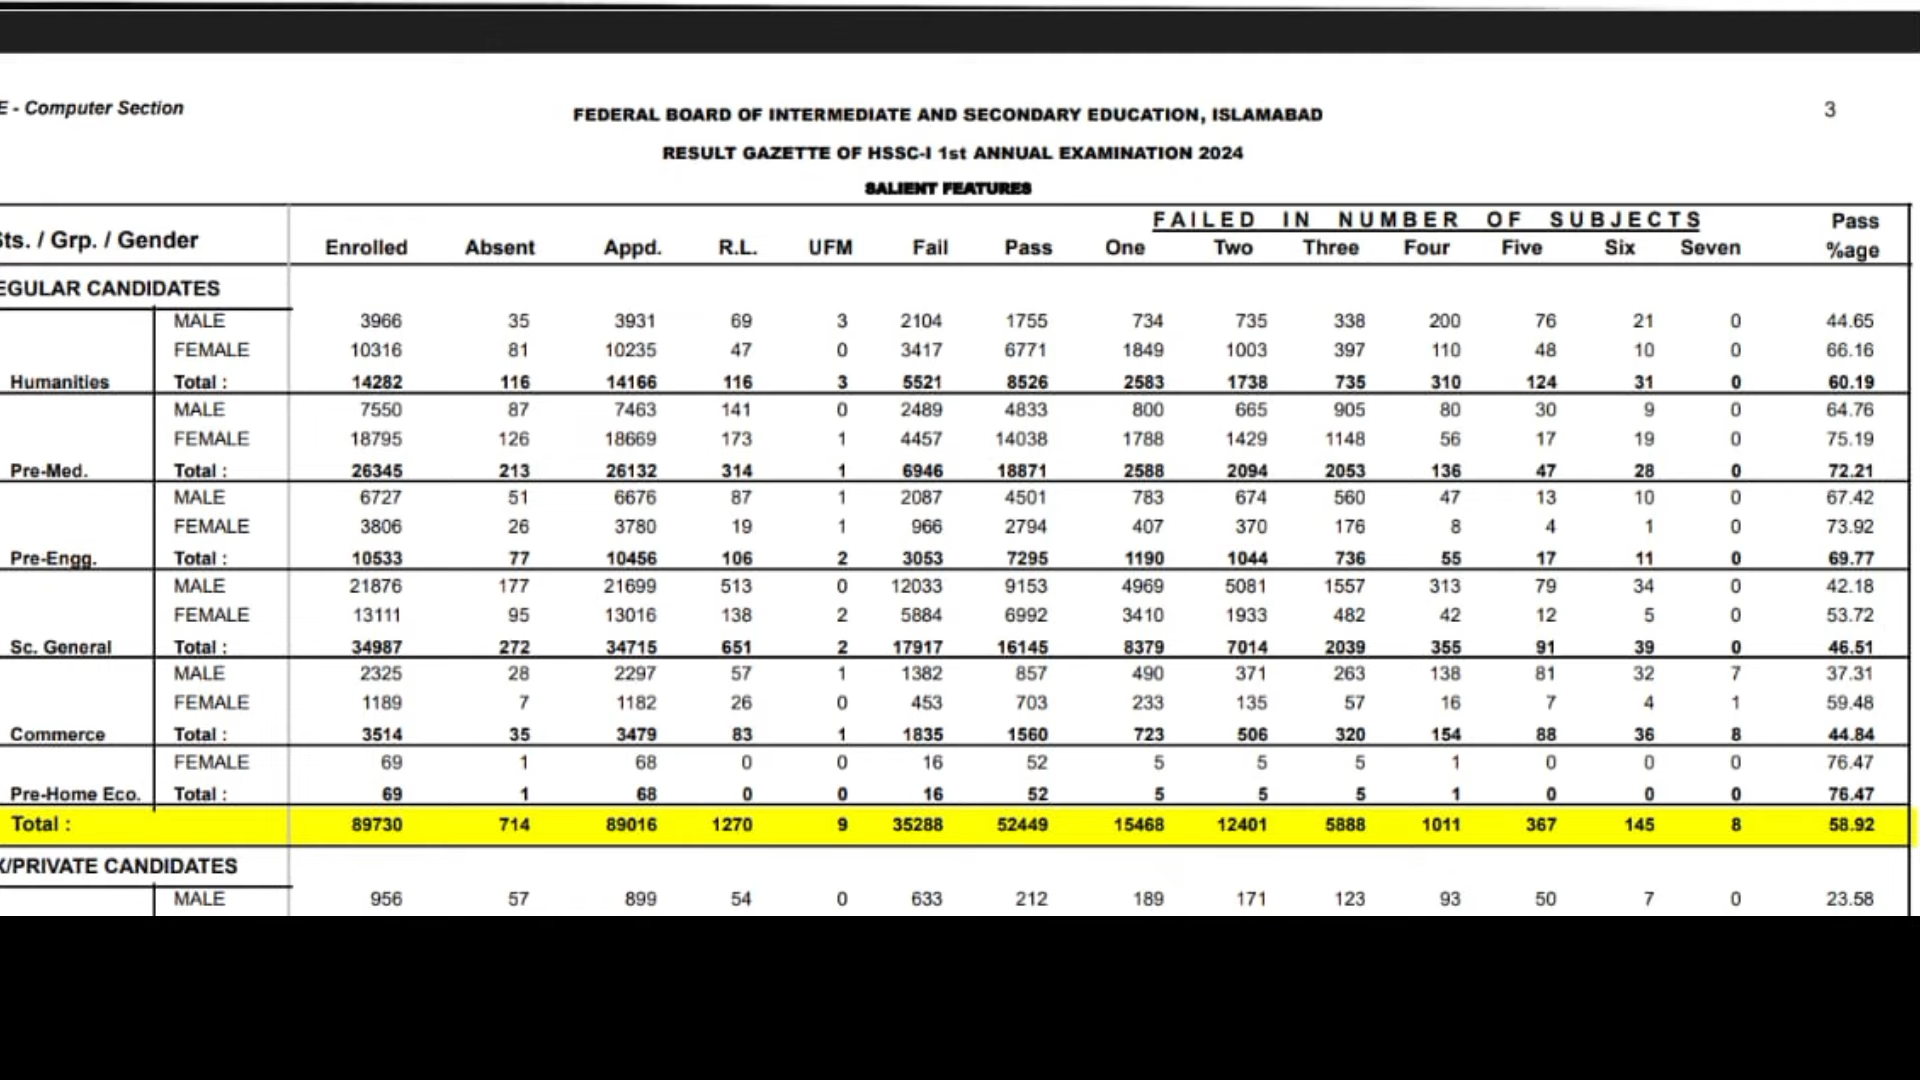 E - Computer Section
FEDERAL BOARD OF INTERMEDIATE AND SECONDARY EDUCATION, ISLAMABAD
3
RESULT GAZETTE OF HSSC-I 1st ANNUAL EXAMINATION 2024
SALIENT FEATURES
FAILED IN NUMBER OF SUBJECTS Pass
Sts. / Grp. / Gender Enrolled Absent Appd. R.L. UFM Fail Pass One Two Three Four Five Six Seven %age
EGULAR CANDIDATES
MALE 3966 35 3931 69 3 2104 1755 734 735 338 200 76 21 0 44.65
FEMALE 10316 81 10235 47 0 3417 6771 1849 1003 397 110 48 10 0 66.16
Humanities Total : 14282 116 14166 116 3 5521 8526 2583 1738 735 310 124 31 0 60.19
MALE 7550 87 7463 141 0 2489 4833 800 665 905 80 30 9 0 64.76
FEMALE 18795 126 18669 173 1 4457 14038 1788 1429 1148 56 17 19 0 75.19
Pre-Med. Total : 26345 213 26132 314 1 6946 18871 2588 2094 2053 136 47 28 0 72.21
MALE 6727 51 6676 87 1 2087 4501 783 674 560 47 13 10 0 67.42
FEMALE 3806 26 3780 19 1 966 2794 407 370 176 8 4 1 0 73.92
Pre-Engg. Total : 10533 77 10456 106 2 3053 7295 1190 1044 736 55 17 11 0 69.77
MALE 21876 177 21699 513 0 12033 9153 4969 5081 1557 313 79 34 0 42.18
FEMALE 13111 95 13016 138 2 5884 6992 3410 1933 482 42 12 5 0 53.72
Sc. General Total : 34987 272 34715 651 2 17917 16145 8379 7014 2039 355 91 39 0 46.51
MALE 2325 28 2297 57 1 1382 857 490 371 263 138 81 32 7 37.31
FEMALE 1189 7 1182 26 0 453 703 233 135 57 16 7 4 1 59.48
Commerce Total : 3514 35 3479 83 1 1835 1560 723 506 320 154 88 36 8 44.84
FEMALE 69 1 68 0 0 16 52 5 5 5 1 0 0 0 76.47
Pre-Home Eco. Total : 69 1 68 0 0 16 52 5 5 5 1 0 0 0 76.47
Total : 89730 714 89016 1270 9 35288 52449 15468 12401 5888 1011 367 145 8 58.92
X/PRIVATE CANDIDATES
MALE 956 57 899 54 0 633 212 189 171 123 93 50 7 0 23.58